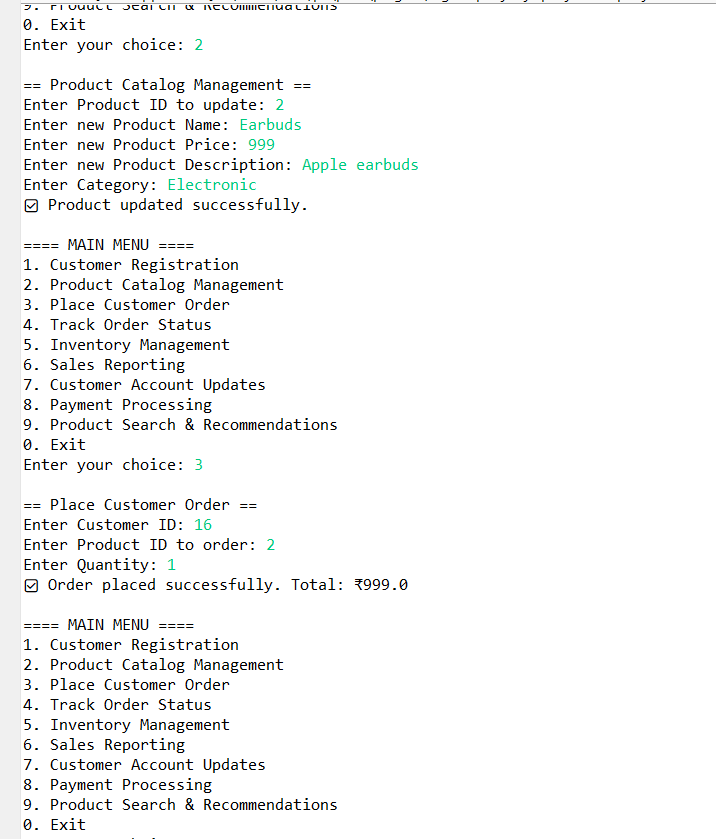 9. Product Search & Recommendations
0. Exit
Enter your choice: 2
== Product Catalog Management ==
Enter Product ID to update: 2
Enter new Product Name: Earbuds
Enter new Product Price: 999
Enter new Product Description: Apple earbuds
Enter Category: Electronic
☑ Product updated successfully.
==== MAIN MENU ====
1. Customer Registration
2. Product Catalog Management
3. Place Customer Order
4. Track Order Status
5. Inventory Management
6. Sales Reporting
7. Customer Account Updates
8. Payment Processing
9. Product Search & Recommendations
0. Exit
Enter your choice: 3
== Place Customer Order ==
Enter Customer ID: 16
Enter Product ID to order: 2
Enter Quantity: 1
☑ Order placed successfully. Total: ₹999.0
==== MAIN MENU ====
1. Customer Registration
2. Product Catalog Management
3. Place Customer Order
4. Track Order Status
5. Inventory Management
6. Sales Reporting
7. Customer Account Updates
8. Payment Processing
9. Product Search & Recommendations
0. Exit